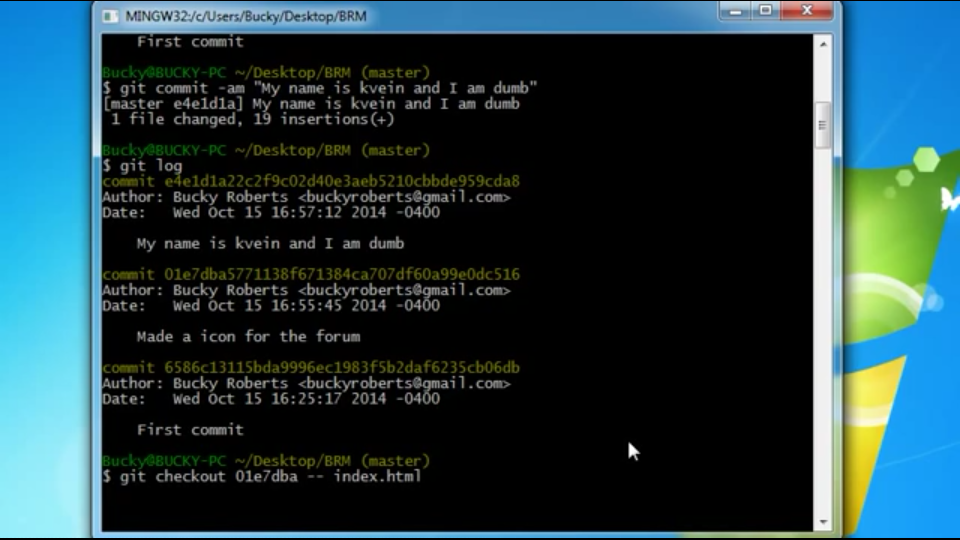 MINGW32:/c/Users/Bucky/Desktop/BRM
First commit
Bucky@BUCKY-PC ~/Desktop/BRM (master)
$ git commit -am "My name is kvein and I am dumb"
[master e4e1d1a] My name is kvein and I am dumb
1 file changed, 19 insertions(+)
Bucky@BUCKY-PC ~/Desktop/BRM (master)
$ git log
commit e4e1d1a22c2f9c02d40e3aeb5210cbbde959cda8
Author: Bucky Roberts <buckyroberts@gmail.com>
Date: Wed Oct 15 16:57:12 2014 -0400
My name is kvein and I am dumb
commit 01e7dba5771138f671384ca707df60a99e0dc516
Author: Bucky Roberts <buckyroberts@gmail.com>
Date: Wed Oct 15 16:55:45 2014 -0400
Made a icon for the forum
commit 6586c13115bda9996ec1983f5b2daf6235cb06db
Author: Bucky Roberts <buckyroberts@gmail.com>
Date: Wed Oct 15 16:25:17 2014 -0400
First commit
Bucky@BUCKY-PC ~/Desktop/BRM (master)
$ git checkout 01e7dba -- index.html